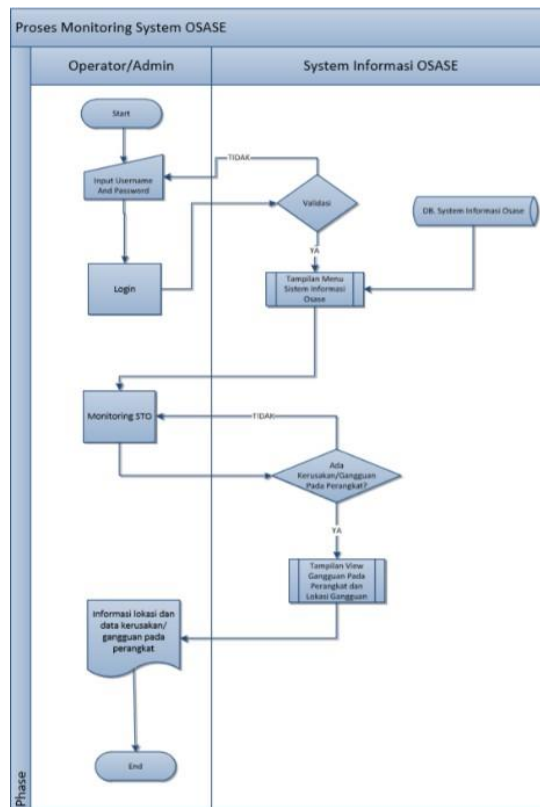 Proses Monitoring System OSASE
Operator/Admin
System Informasi OSASE
Start
Input Username
And Password
TIDAK
Validasi
DB. System Informasi Osase
Login
YA
Tampilan Menu
Sistem Informasi
Osase
Monitoring STO
TIDAK
Ada
Kerusakan/Gangguan
Pada Perangkat?
YA
Tampilan View
Gangguan Pada
Perangkat dan
Lokasi Gangguan
Informasi lokasi dan
data kerusakan/
gangguan pada
perangkat
End
Phase